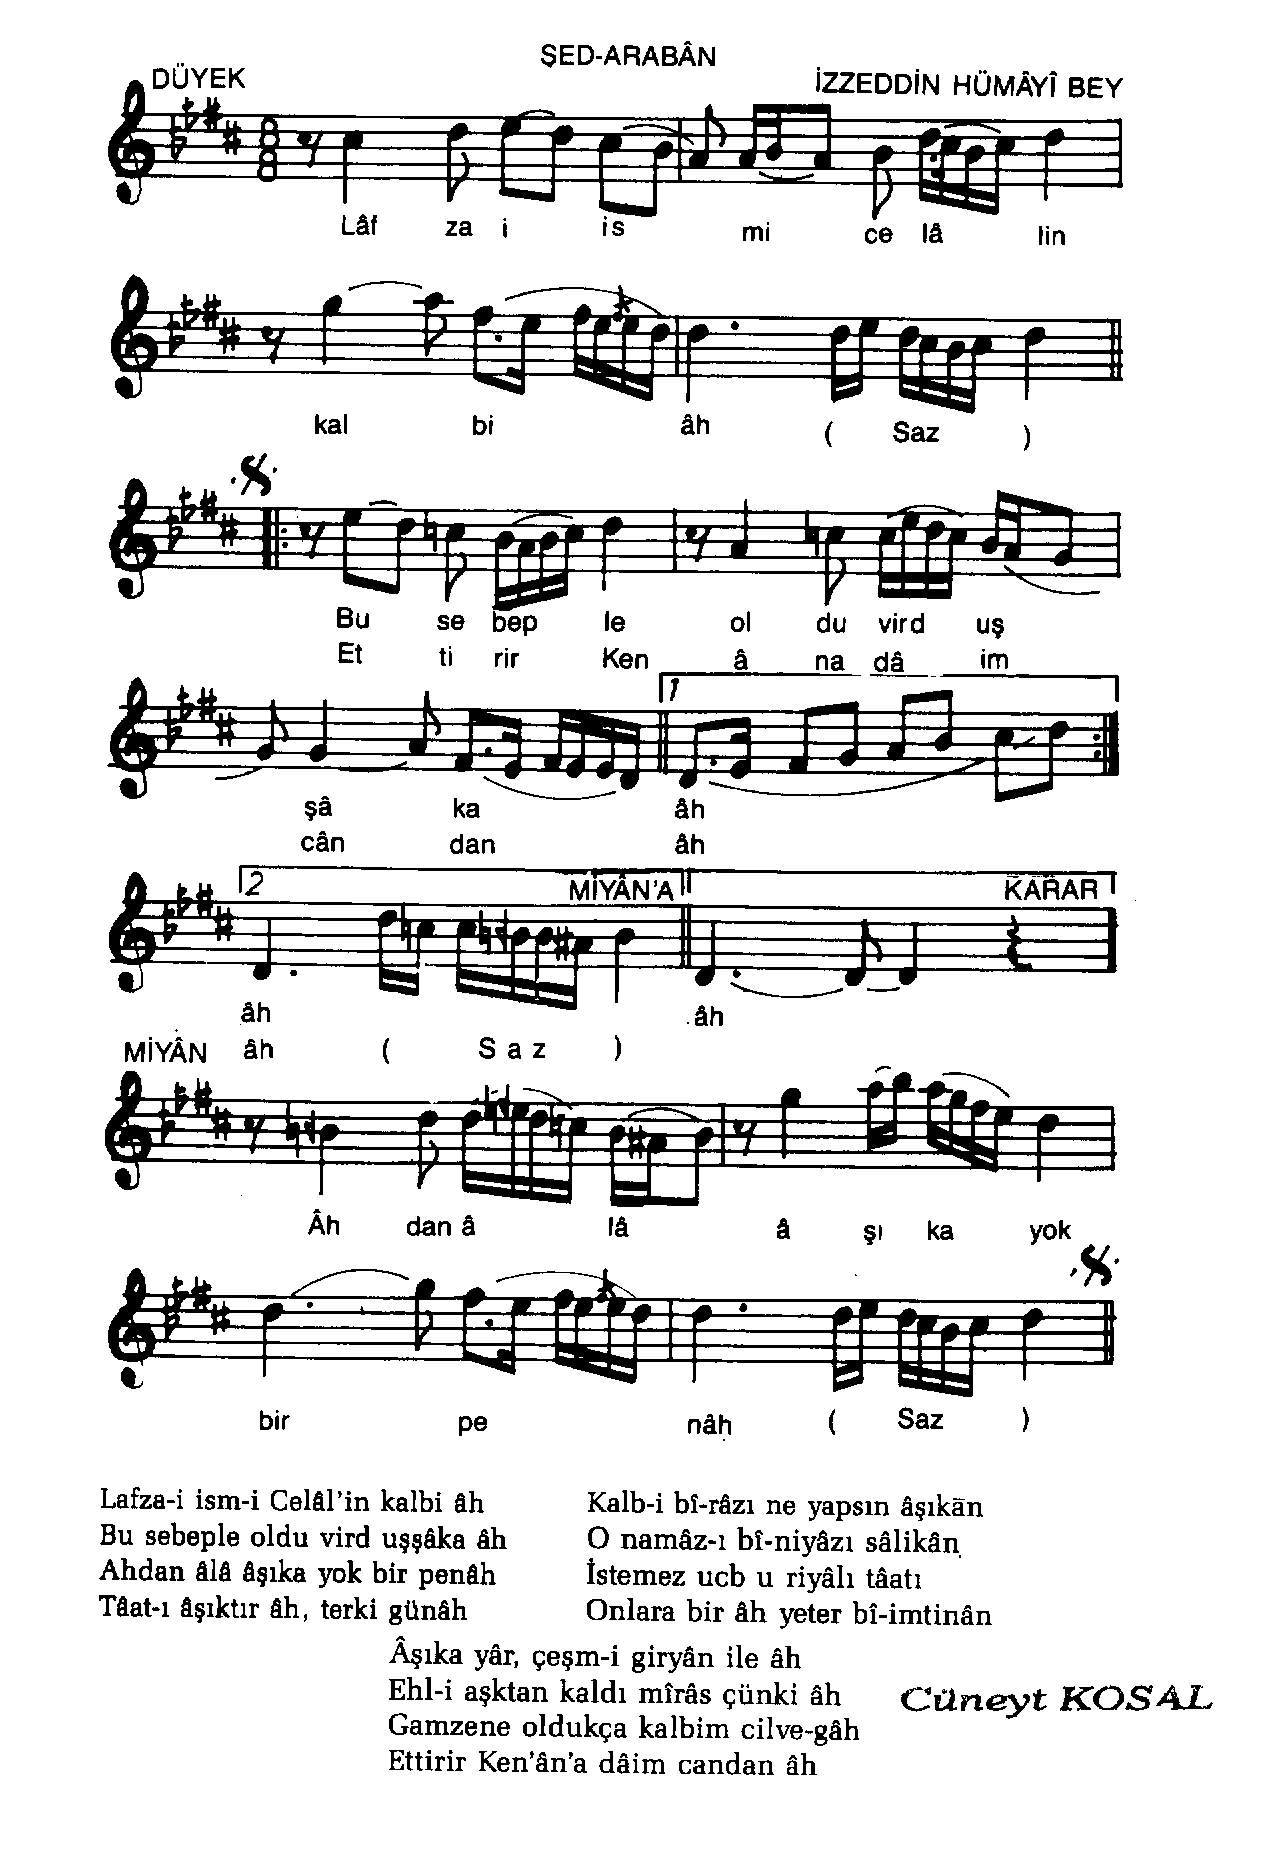 ŞED-ARABÂN
DÜYEK
İZZEDDİN HÜMÂYÎ BEY
Lâf za i is mi ce lâ lin
kal bi âh ( Saz )
Bu se bep le ol du vird uş
Et ti rir Ken â na dâ im
1
şâ ka âh
cân dan âh
2 MİYÂN'A KARAR
âh âh
MİYÂN âh ( Saz )
Âh dan â lâ â şı ka yok
bir pe nâh ( Saz )
Lafza-i ism-i Celâl'in kalbi âh
Bu sebeple oldu vird uşşâka âh
Ahdan âlâ âşıka yok bir penâh
Tâat-ı âşıktır âh, terki günâh
Kalb-i bî-râzı ne yapsın âşıkân
O namâz-ı bî-niyâzı sâlikân
İstemez ucb u riyâlı tâatı
Onlara bir âh yeter bî-imtinân
Âşıka yâr, çeşm-i giryân ile âh
Ehl-i aşktan kaldı mîrâs çünki âh
Gamzene oldukça kalbim cilve-gâh
Ettirir Ken'ân'a dâim candan âh
Cüneyt KOSAL